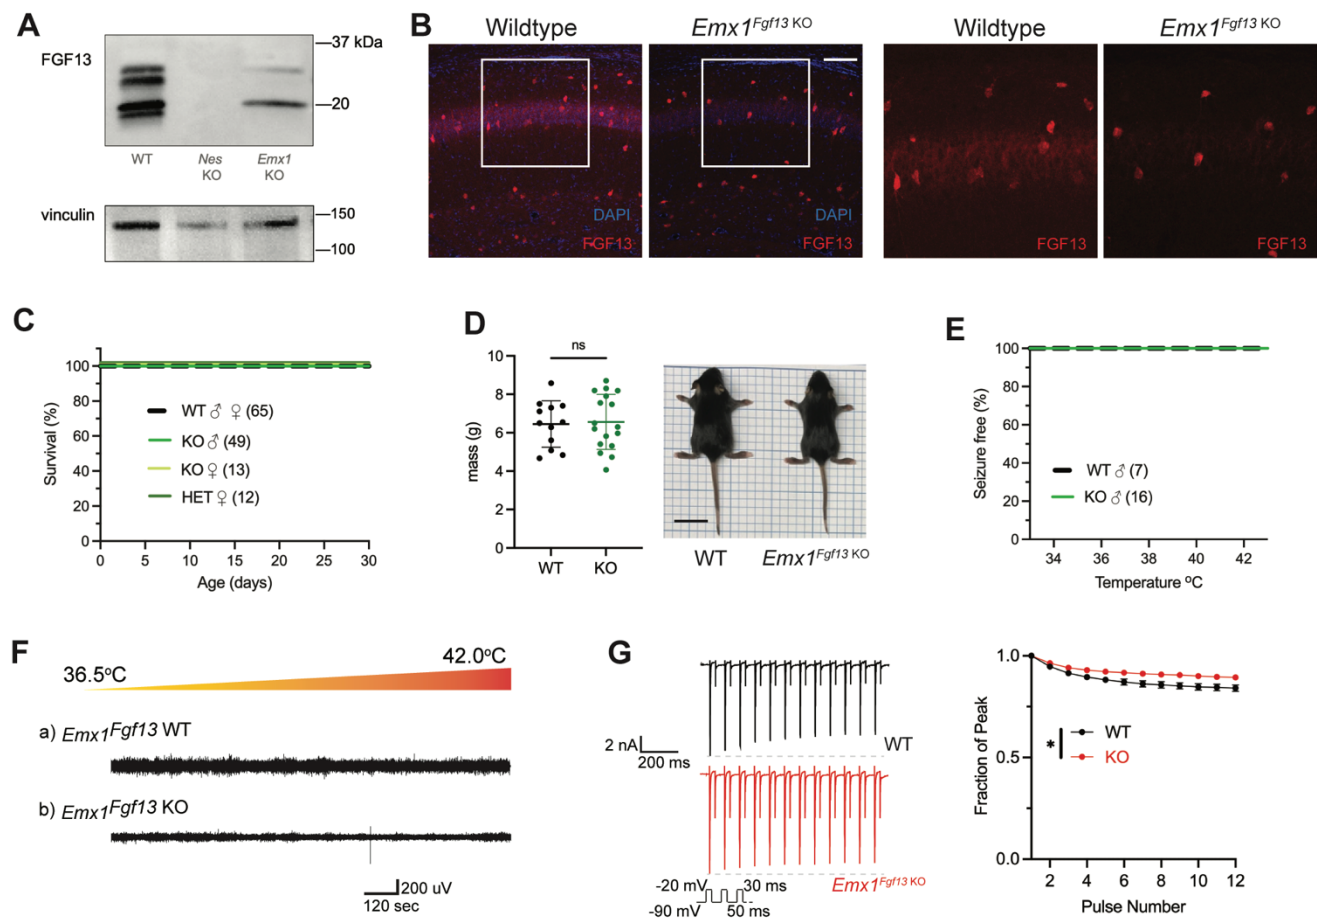 A
FGF13
37 kDa
20
WT
Nes
KO
Emx1
KO
vinculin
150
100
B
Wildtype
Emx1Fgf13 KO
Wildtype
Emx1Fgf13 KO
DAPI
FGF13
DAPI
FGF13
FGF13
FGF13
C
Survival (%)
100
80
60
40
20
0
WT ♂ ♀ (65)
KO ♂ (49)
KO ♀ (13)
HET ♀ (12)
0 5 10 15 20 25 30
Age (days)
D
mass (g)
10
8
6
4
2
0
ns
WT KO
WT
Emx1Fgf13 KO
E
Seizure free (%)
100
80
60
40
20
0
WT ♂ (7)
KO ♂ (16)
34 36 38 40 42
Temperature ºC
F
36.5ºC
42.0ºC
a) Emx1Fgf13 WT
b) Emx1Fgf13 KO
200 uV
120 sec
G
2 nA
200 ms
WT
Emx1Fgf13 KO
-20 mV
30 ms
-90 mV
50 ms
Fraction of Peak
1.0
0.5
0.0
*
WT
KO
2 4 6 8 10 12
Pulse Number